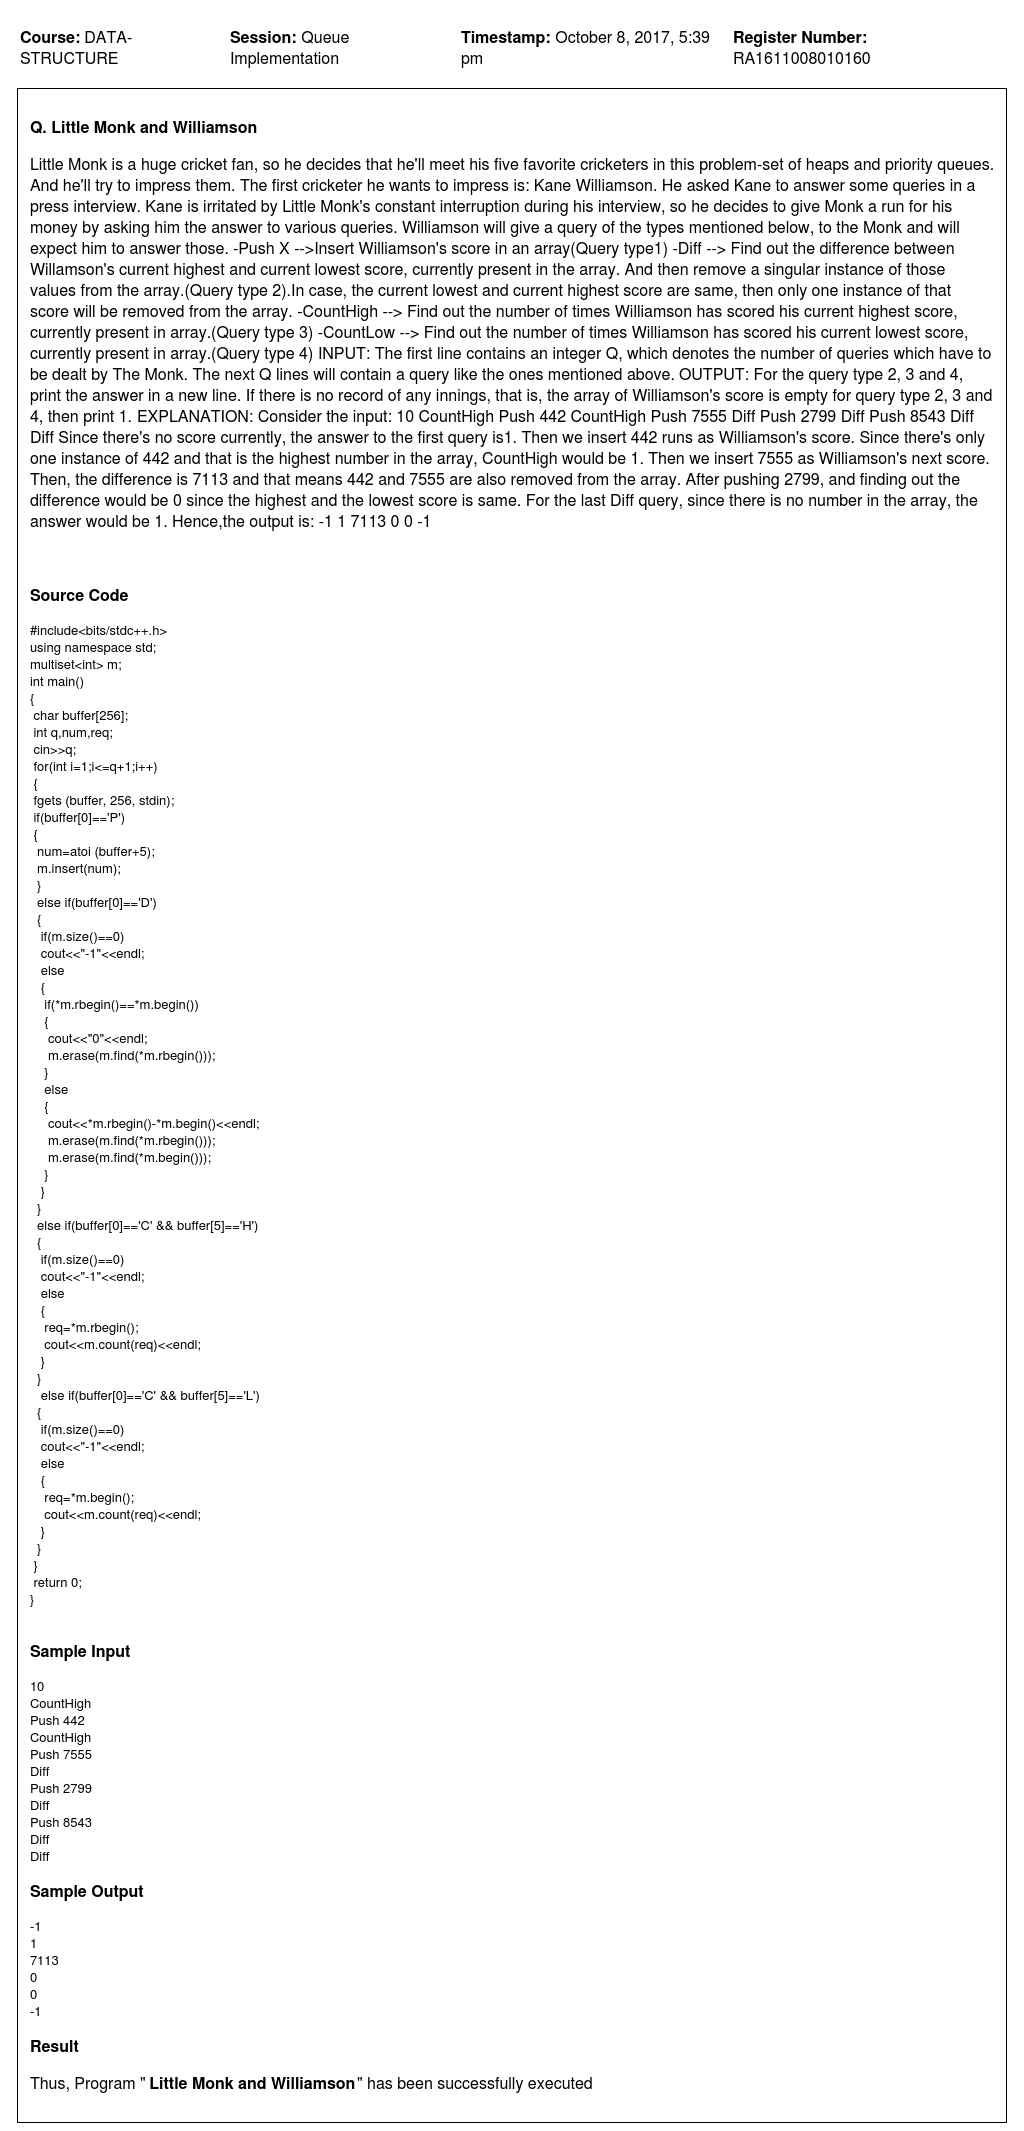 Course: DATA-STRUCTURE
Session: Queue Implementation
Timestamp: October 8, 2017, 5:39 pm
Register Number: RA1611008010160
Q. Little Monk and Williamson
Little Monk is a huge cricket fan, so he decides that he'll meet his five favorite cricketers in this problem-set of heaps and priority queues.
And he'll try to impress them. The first cricketer he wants to impress is: Kane Williamson. He asked Kane to answer some queries in a
press interview. Kane is irritated by Little Monk's constant interruption during his interview, so he decides to give Monk a run for his
money by asking him the answer to various queries. Williamson will give a query of the types mentioned below, to the Monk and will
expect him to answer those. -Push X -->Insert Williamson's score in an array(Query type1) -Diff --> Find out the difference between
Willamson's current highest and current lowest score, currently present in the array. And then remove a singular instance of those
values from the array.(Query type 2).In case, the current lowest and current highest score are same, then only one instance of that
score will be removed from the array. -CountHigh --> Find out the number of times Williamson has scored his current highest score,
currently present in array.(Query type 3) -CountLow --> Find out the number of times Williamson has scored his current lowest score,
currently present in array.(Query type 4) INPUT: The first line contains an integer Q, which denotes the number of queries which have to
be dealt by The Monk. The next Q lines will contain a query like the ones mentioned above. OUTPUT: For the query type 2, 3 and 4,
print the answer in a new line. If there is no record of any innings, that is, the array of Williamson's score is empty for query type 2, 3 and
4, then print 1. EXPLANATION: Consider the input: 10 CountHigh Push 442 CountHigh Push 7555 Diff Push 2799 Diff Push 8543 Diff
Diff Since there's no score currently, the answer to the first query is1. Then we insert 442 runs as Williamson's score. Since there's only
one instance of 442 and that is the highest number in the array, CountHigh would be 1. Then we insert 7555 as Williamson's next score.
Then, the difference is 7113 and that means 442 and 7555 are also removed from the array. After pushing 2799, and finding out the
difference would be 0 since the highest and the lowest score is same. For the last Diff query, since there is no number in the array, the
answer would be 1. Hence,the output is: -1 1 7113 0 0 -1
Source Code
#include<bits/stdc++.h>
using namespace std;
multiset<int> m;
int main()
{
char buffer[256];
int q,num,req;
cin>>q;
for(int i=1;i<=q+1;i++)
{
fgets (buffer, 256, stdin);
if(buffer[0]=='P')
{
num=atoi (buffer+5);
m.insert(num);
}
else if(buffer[0]=='D')
{
if(m.size()==0)
cout<<"-1"<<endl;
else
{
if(*m.rbegin()==*m.begin())
{
cout<<"0"<<endl;
m.erase(m.find(*m.rbegin()));
}
else
{
cout<<*m.rbegin()-*m.begin()<<endl;
m.erase(m.find(*m.rbegin()));
m.erase(m.find(*m.begin()));
}
}
}
else if(buffer[0]=='C' && buffer[5]=='H')
{
if(m.size()==0)
cout<<"-1"<<endl;
else
{
req=*m.rbegin();
cout<<m.count(req)<<endl;
}
}
else if(buffer[0]=='C' && buffer[5]=='L')
{
if(m.size()==0)
cout<<"-1"<<endl;
else
{
req=*m.begin();
cout<<m.count(req)<<endl;
}
}
}
return 0;
}
Sample Input
10
CountHigh
Push 442
CountHigh
Push 7555
Diff
Push 2799
Diff
Push 8543
Diff
Diff
Sample Output
-1
1
7113
0
0
-1
Result
Thus, Program " Little Monk and Williamson" has been successfully executed